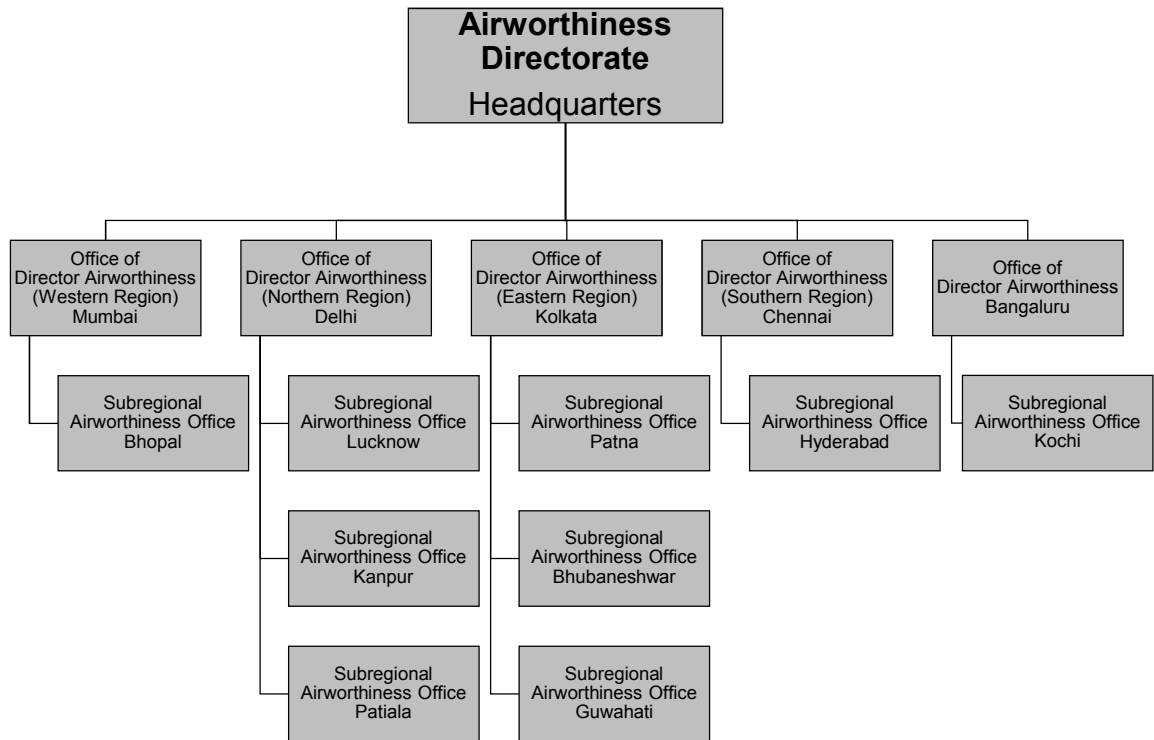 Airworthiness
Directorate
Headquarters
Office of
Director Airworthiness
(Western Region)
Mumbai
Office of
Director Airworthiness
(Northern Region)
Delhi
Office of
Director Airworthiness
(Eastern Region)
Kolkata
Office of
Director Airworthiness
(Southern Region)
Chennai
Office of
Director Airworthiness
Bangaluru
Subregional
Airworthiness Office
Bhopal
Subregional
Airworthiness Office
Lucknow
Subregional
Airworthiness Office
Patna
Subregional
Airworthiness Office
Hyderabad
Subregional
Airworthiness Office
Kochi
Subregional
Airworthiness Office
Kanpur
Subregional
Airworthiness Office
Bhubaneshwar
Subregional
Airworthiness Office
Patiala
Subregional
Airworthiness Office
Guwahati